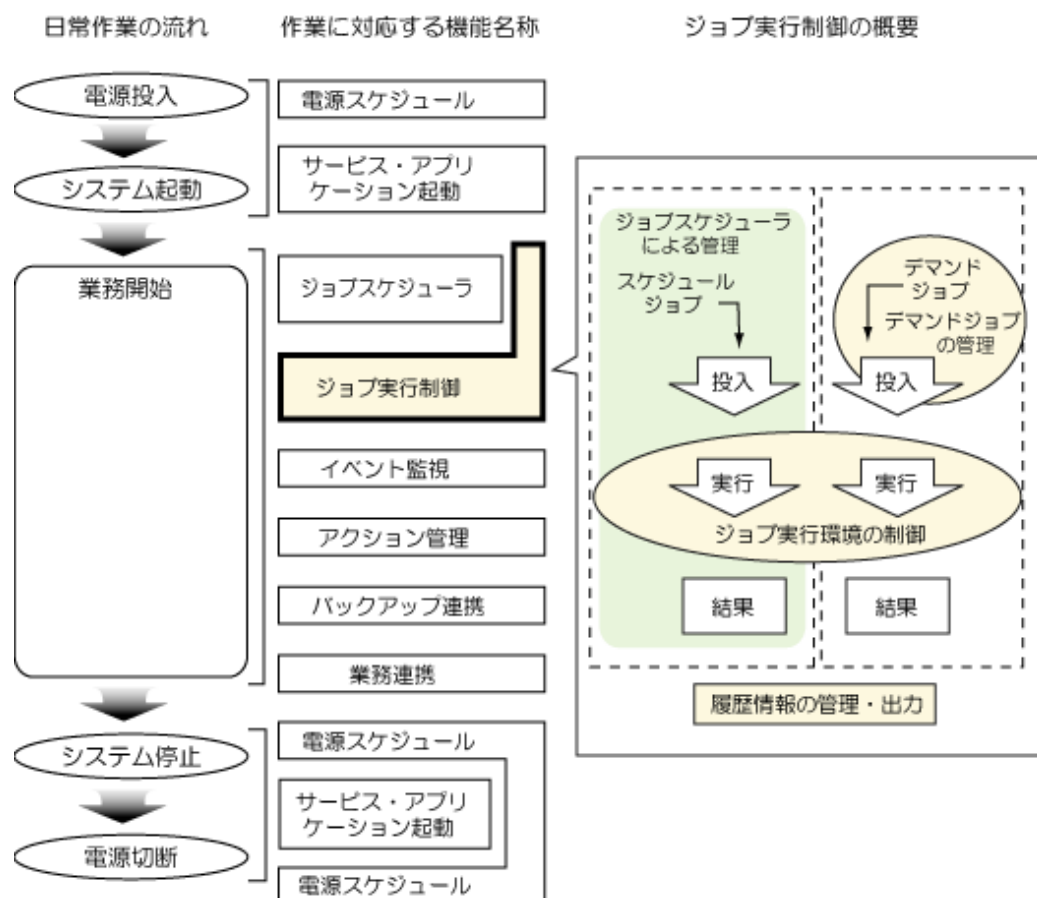 日常作業の流れ
作業に対応する機能名称
ジョブ実行制御の概要
電源投入
システム起動
業務開始
システム停止
電源切断
電源スケジュール
サービス・アプリ
ケーション起動
ジョブスケジューラ
ジョブ実行制御
イベント監視
アクション管理
バックアップ連携
業務連携
電源スケジュール
サービス・アプリ
ケーション起動
電源スケジュール
ジョブスケジューラ
による管理
スケジュール
ジョブ
投入
デマンド
ジョブ
デマンドジョブ
の管理
投入
実行
実行
ジョブ実行環境の制御
結果
結果
履歴情報の管理・出力